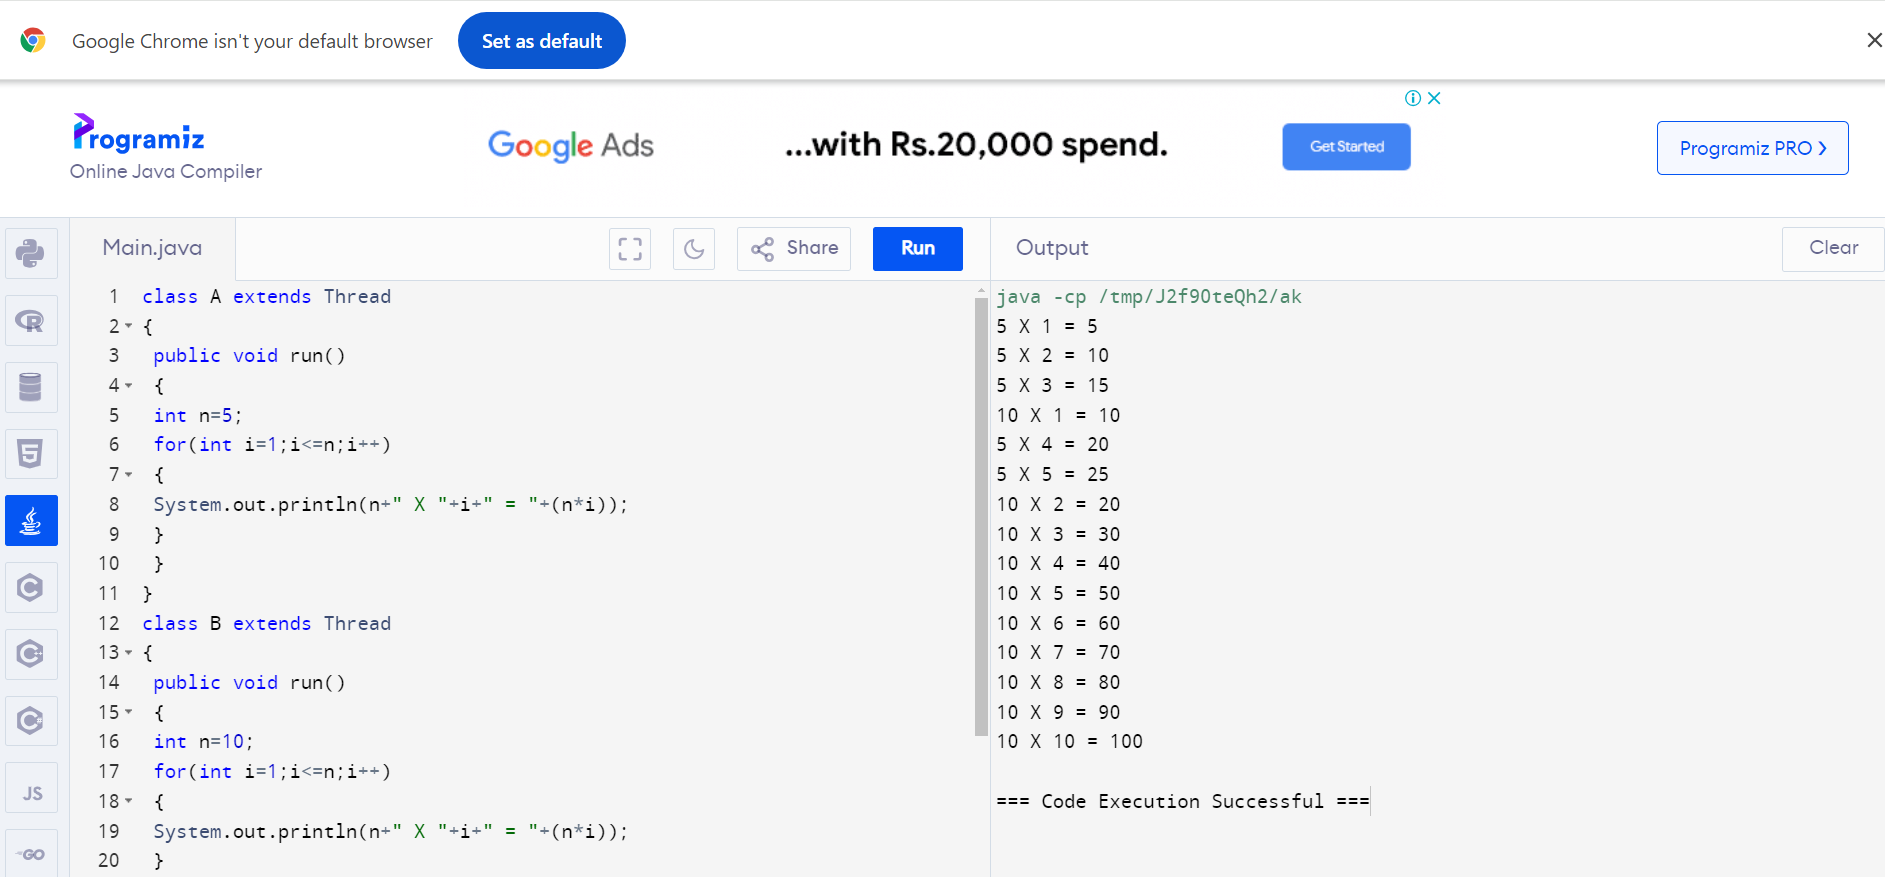 Google Chrome isn't your default browser
Set as default
Programiz
Online Java Compiler
Google Ads
...with Rs.20,000 spend.
Get Started
Programiz PRO
Main.java
Share
Run
Output
Clear
1 class A extends Thread
2 {
3 public void run()
4 {
5 int n=5;
6 for(int i=1;i<=n;i++)
7 {
8 System.out.println(n+" X "+i+" = "+(n*i));
9 }
10 }
11 }
12 class B extends Thread
13 {
14 public void run()
15 {
16 int n=10;
17 for(int i=1;i<=n;i++)
18 {
19 System.out.println(n+" X "+i+" = "+(n*i));
20 }
java -cp /tmp/J2f90teQh2/ak
5 X 1 = 5
5 X 2 = 10
5 X 3 = 15
10 X 1 = 10
5 X 4 = 20
5 X 5 = 25
10 X 2 = 20
10 X 3 = 30
10 X 4 = 40
10 X 5 = 50
10 X 6 = 60
10 X 7 = 70
10 X 8 = 80
10 X 9 = 90
10 X 10 = 100
=== Code Execution Successful ===
R
5
C
C
C
JS
GO